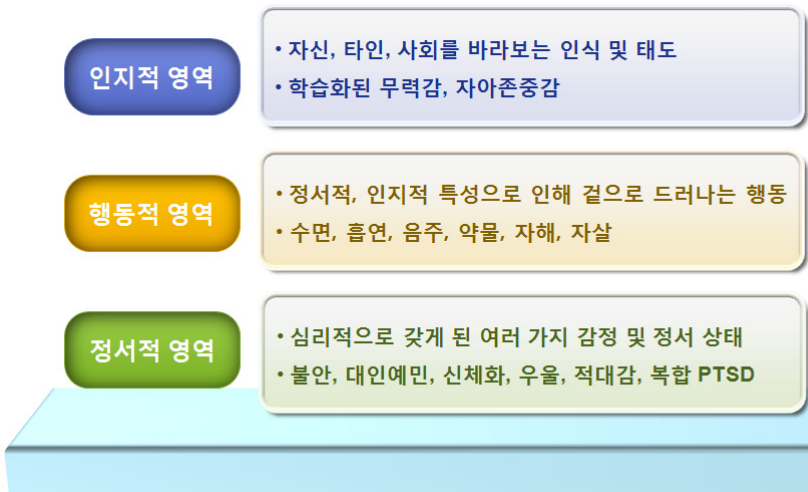 인지적 영역
• 자신, 타인, 사회를 바라보는 인식 및 태도
• 학습화된 무력감, 자아존중감
행동적 영역
• 정서적, 인지적 특성으로 인해 겉으로 드러나는 행동
• 수면, 흡연, 음주, 약물, 자해, 자살
정서적 영역
• 심리적으로 갖게 된 여러 가지 감정 및 정서 상태
• 불안, 대인예민, 신체화, 우울, 적대감, 복합 PTSD